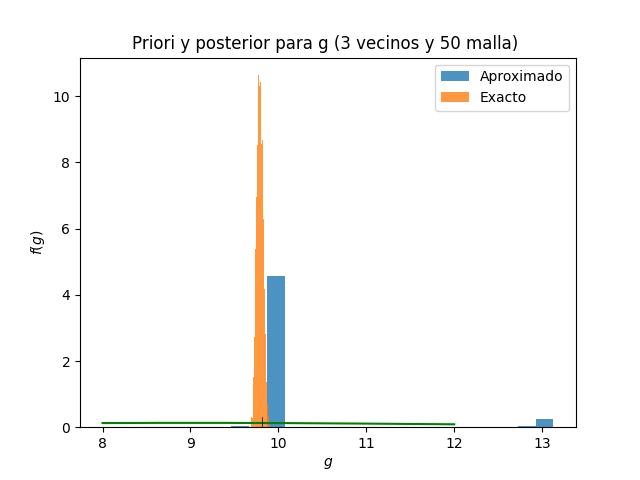 Priori y posterior para g (3 vecinos y 50 malla)
Aproximado
Exacto
10
8
6
4
2
0
f(g)
8 9 10 11 12 13
g